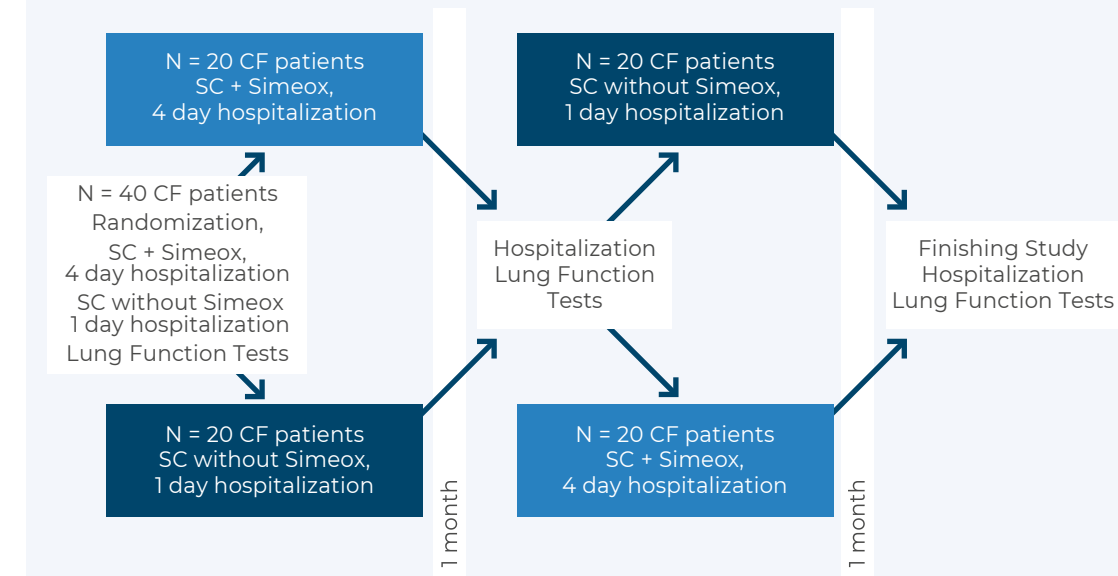 N = 20 CF patients
SC + Simeox,
4 day hospitalization
N = 20 CF patients
SC without Simeox,
1 day hospitalization
N = 40 CF patients
Randomization,
SC + Simeox,
4 day hospitalization
SC without Simeox
1 day hospitalization
Lung Function Tests
Hospitalization
Lung Function
Tests
Finishing Study
Hospitalization
Lung Function Tests
N = 20 CF patients
SC without Simeox,
1 day hospitalization
N = 20 CF patients
SC + Simeox,
4 day hospitalization
1 month
1 month